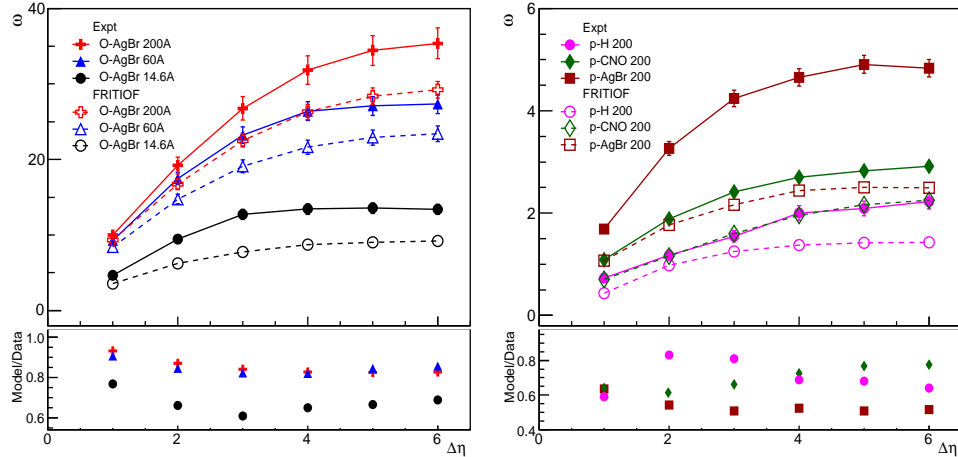 ω
40
20
0
Expt
O-AgBr 200A
O-AgBr 60A
O-AgBr 14.6A
FRITIOF
O-AgBr 200A
O-AgBr 60A
O-AgBr 14.6A
Model/Data
1.0
0.8
0.6
0 2 4 6
Δη
ω
6
4
2
0
Expt
p-H 200
p-CNO 200
p-AgBr 200
FRITIOF
p-H 200
p-CNO 200
p-AgBr 200
Model/Data
0.8
0.6
0.4
0 2 4 6
Δη